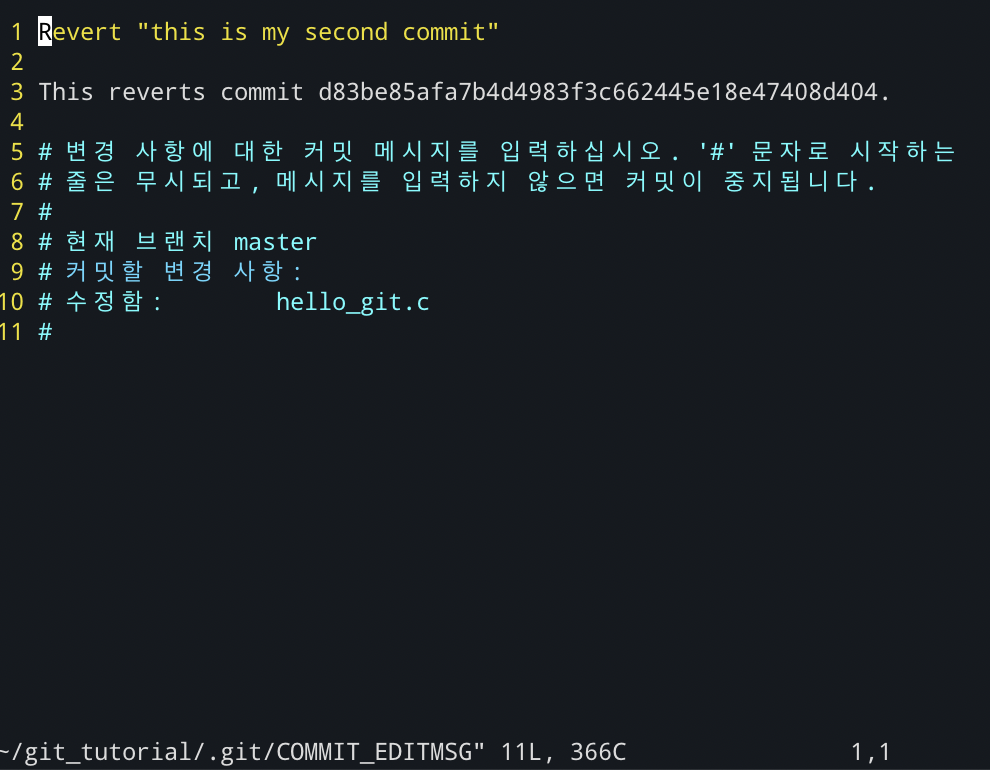 1 Revert "this is my second commit"
2
3 This reverts commit d83be85afa7b4d4983f3c662445e18e47408d404.
4
5 # 변경 사항에 대한 커밋 메시지를 입력하십시오. '#' 문자로 시작하는
6 # 줄은 무시되고, 메시지를 입력하지 않으면 커밋이 중지됩니다.
7 #
8 # 현재 브랜치 master
9 # 커밋할 변경 사항:
10 # 수정함:        hello_git.c
11 #
~/git_tutorial/.git/COMMIT_EDITMSG" 11L, 366C 1,1